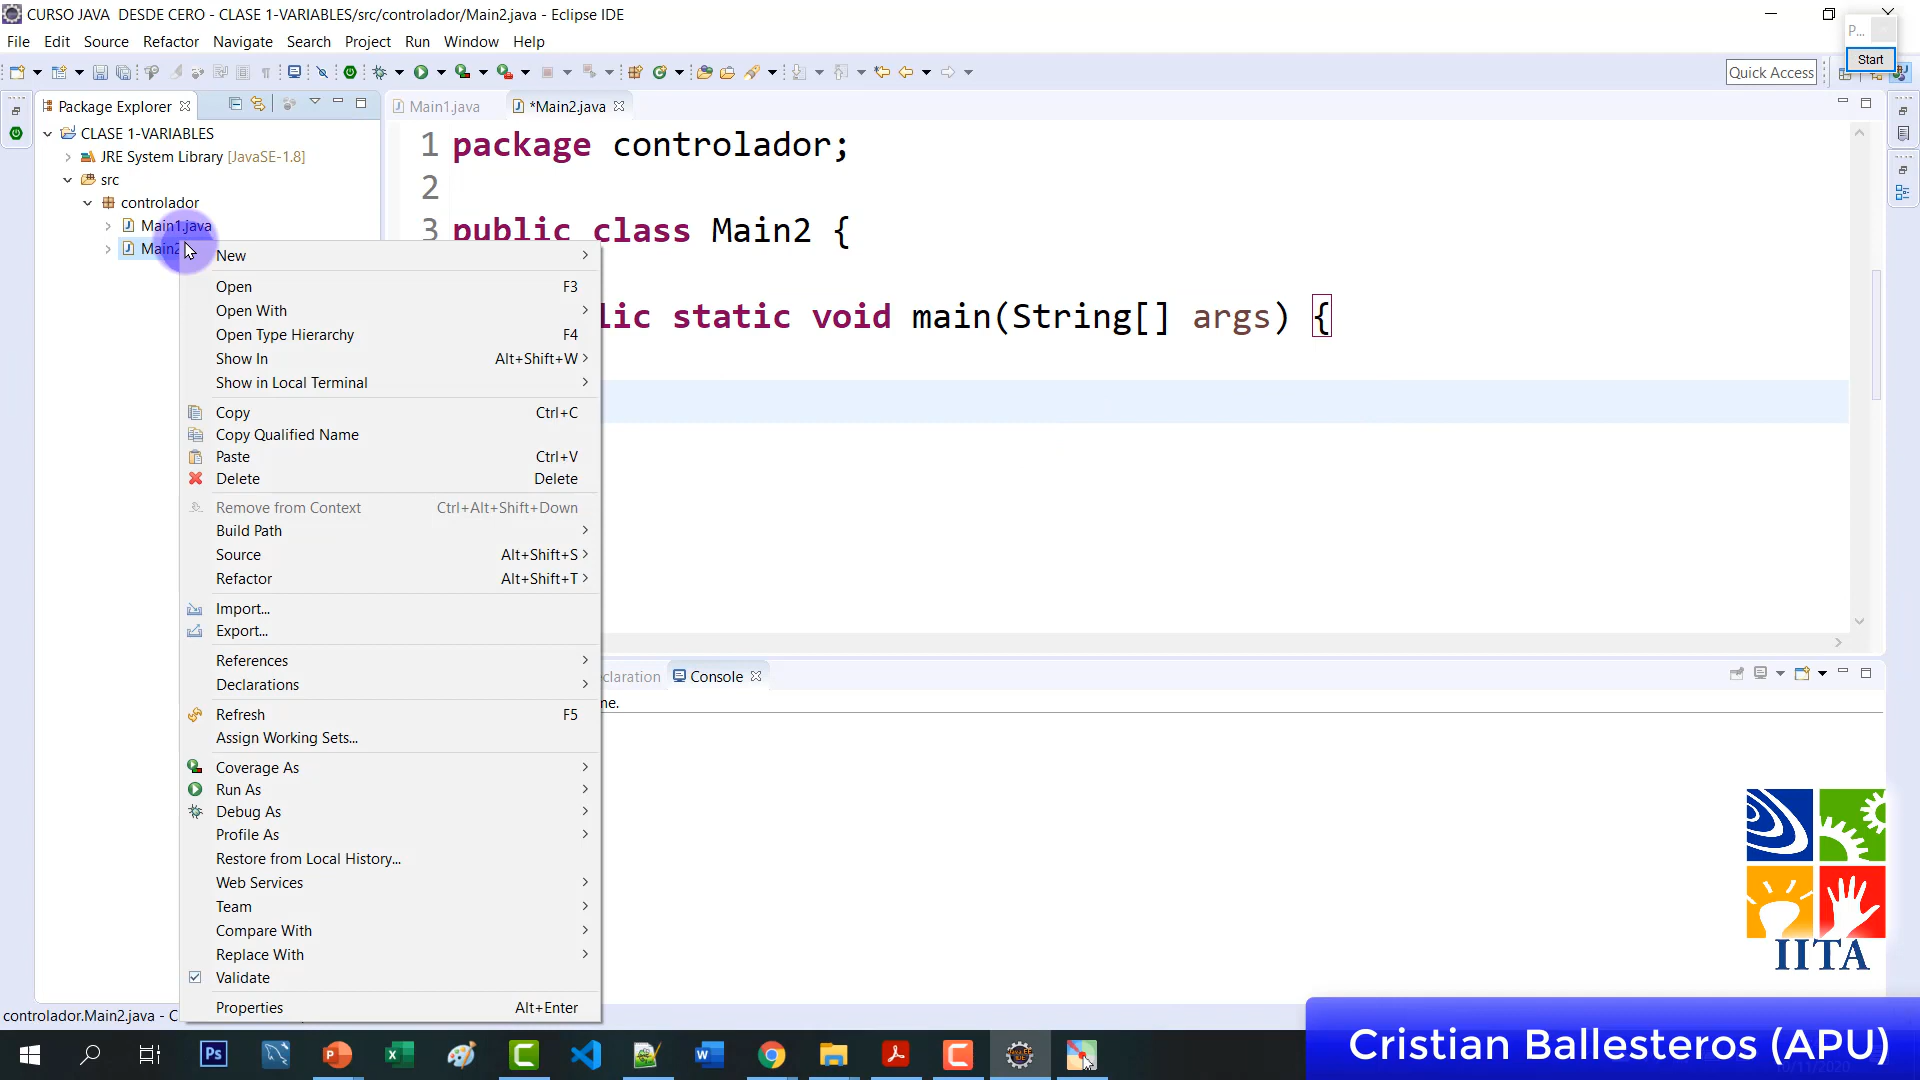 CURSO JAVA  DESDE CERO - CLASE 1-VARIABLES/src/controlador/Main2.java - Eclipse IDE
P...
File Edit Source Refactor Navigate Search Project Run Window Help
Start
Quick Access
Package Explorer
Main1.java
*Main2.java
CLASE 1-VARIABLES
JRE System Library [JavaSE-1.8]
src
controlador
Main1.java
Main2
1 package controlador;
2
3 public class Main2 {
lic static void main(String[] args) {
New
Open F3
Open With
Open Type Hierarchy F4
Show In Alt+Shift+W
Show in Local Terminal
Copy Ctrl+C
Copy Qualified Name
Paste Ctrl+V
Delete Delete
Remove from Context Ctrl+Alt+Shift+Down
Build Path
Source Alt+Shift+S
Refactor Alt+Shift+T
Import...
Export...
References
Declarations
Refresh F5
Assign Working Sets...
Coverage As
Run As
Debug As
Profile As
Restore from Local History...
Web Services
Team
Compare With
Replace With
Validate
Properties Alt+Enter
claration
Console
ne.
IITA
controlador.Main2.java - C
Cristian Ballesteros (APU)